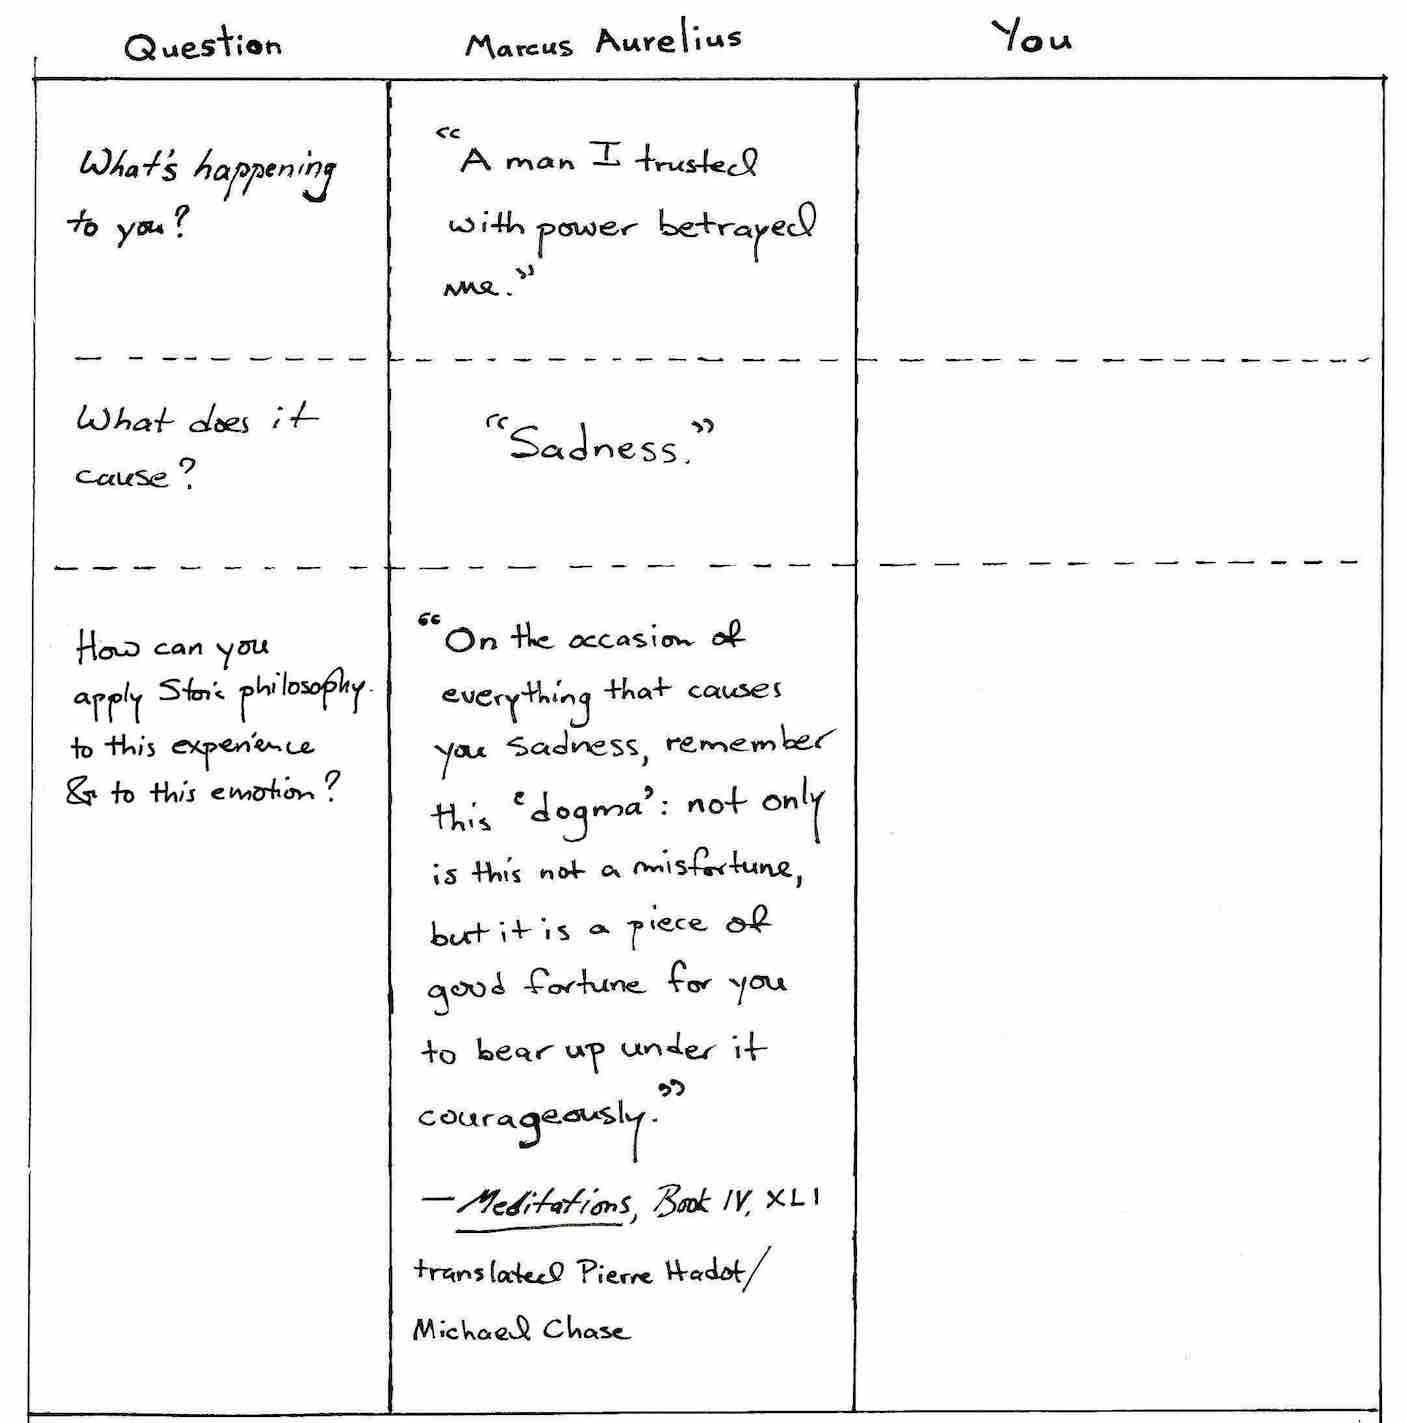 Question
Marcus Aurelius
You
What's happening
to you?
“A man I trusted
with power betrayed
me.”
What does it
cause?
“Sadness.”
How can you
apply Stoic philosophy
to this experience
& to this emotion?
“On the occasion of
everything that causes
you sadness, remember
this ‘dogma’: not only
is this not a misfortune,
but it is a piece of
good fortune for you
to bear up under it
courageously.”
— Meditations, Book IV, XLI
translated Pierre Hadot/
Michael Chase